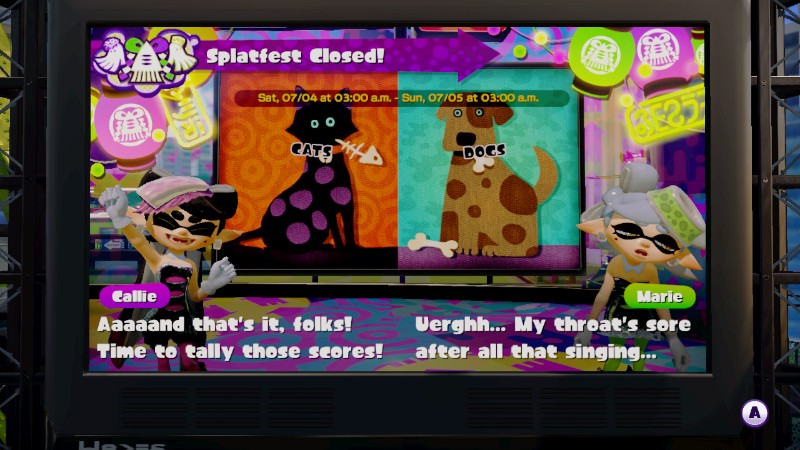 Splatfest Closed!
Sat, 07/04 at 03:00 a.m. - Sun, 07/05 at 03:00 a.m.
CATS
DOGS
Callie
Aaaaand that's it, folks!
Time to tally those scores!
Marie
Uerghh... My throat's sore
after all that singing...
A